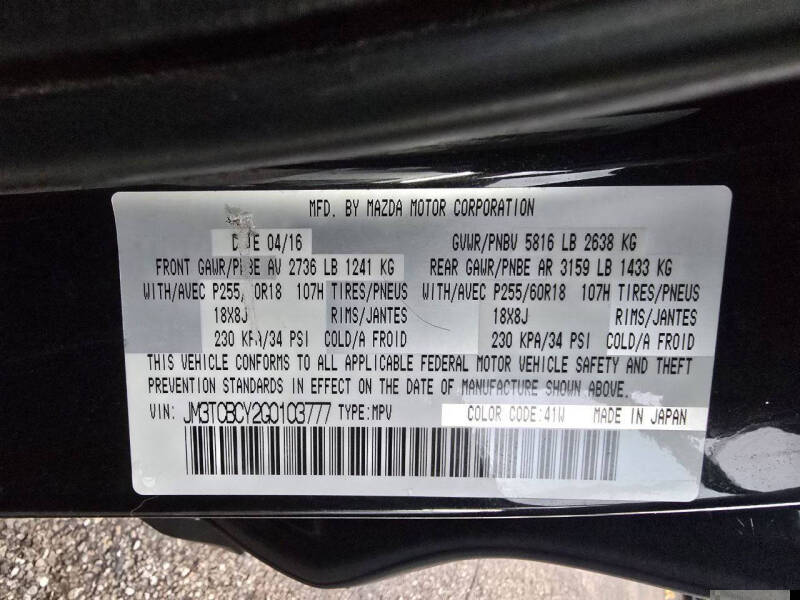 MFD. BY MAZDA MOTOR CORPORATION
DATE 04/16 GVWR/PNBV 5816 LB 2638 KG
FRONT GAWR/PNBE AV 2736 LB 1241 KG REAR GAWR/PNBE AR 3159 LB 1433 KG
WITH/AVEC P255/60R18 107H TIRES/PNEUS WITH/AVEC P255/60R18 107H TIRES/PNEUS
18X8J RIMS/JANTES 18X8J RIMS/JANTES
230 KPA/34 PSI COLD/A FROID 230 KPA/34 PSI COLD/A FROID
THIS VEHICLE CONFORMS TO ALL APPLICABLE FEDERAL MOTOR VEHICLE SAFETY AND THEFT
PREVENTION STANDARDS IN EFFECT ON THE DATE OF MANUFACTURE SHOWN ABOVE.
VIN: JM3TCBCY2G0103777 TYPE:MPV COLOR CODE:41W MADE IN JAPAN